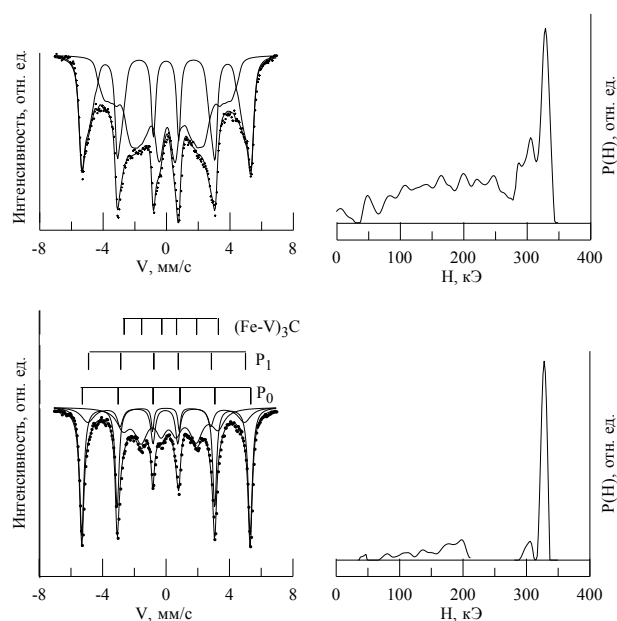 Интенсивность, отн. ед.
-8 -4 0 4 8
V, мм/с
P(H), отн. ед.
0 100 200 300 400
H, кЭ
(Fe-V)3C
P1
P0
Интенсивность, отн. ед.
-8 -4 0 4 8
V, мм/с
P(H), отн. ед.
0 100 200 300 400
H, кЭ